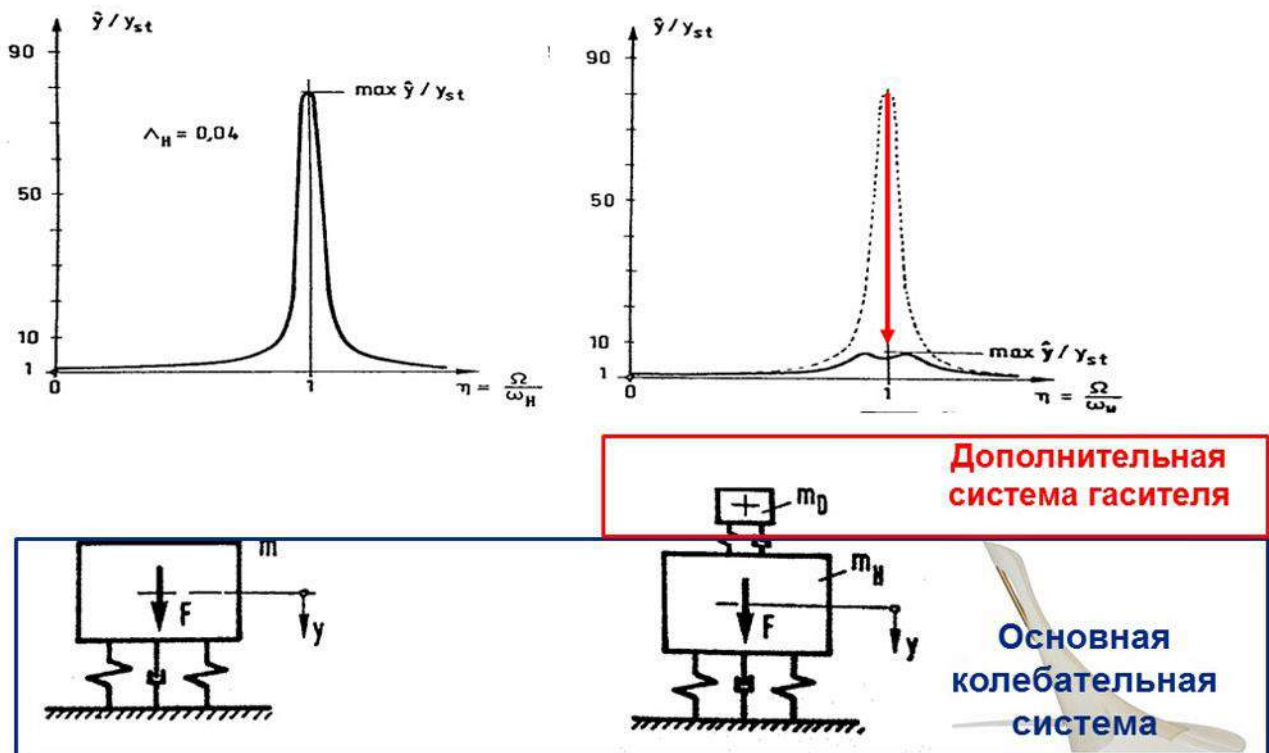 ŷ / y_st
90
max ŷ / y_st
Λ_H = 0,04
50
10
1
0
1
η = Ω/ω_H
ŷ/y_st
90
50
10
max ŷ/y_st
1
0
1
η = Ω/ω_H
Дополнительная
система гасителя
m_D
m
F
y
m_H
F
y
Основная
колебательная
система